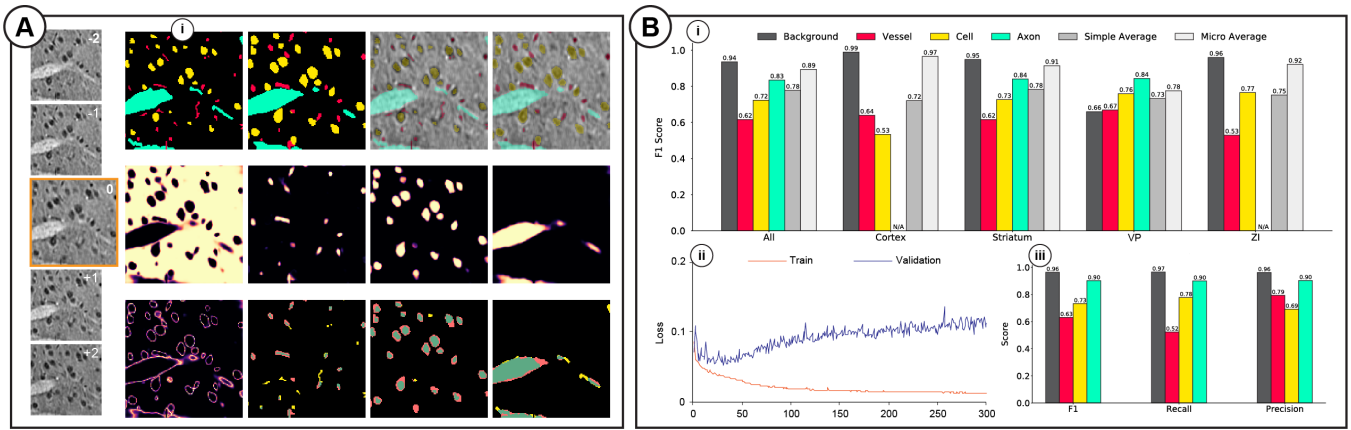 A
i
-2
-1
0
+1
+2
B
i
Background Vessel Cell Axon Simple Average Micro Average
F1 Score
1.0
0.8
0.6
0.4
0.2
0.0
0.94 0.62 0.72 0.83 0.78 0.89
0.99 0.64 0.53 N/A 0.72 0.97
0.95 0.62 0.73 0.84 0.78 0.91
0.66 0.67 0.76 0.84 0.73 0.78
0.96 0.53 0.77 N/A 0.75 0.92
All Cortex Striatum VP ZI
ii
Train Validation
Loss
0.2
0.1
0
0 50 100 150 200 250 300
iii
Score
1.0
0.8
0.6
0.4
0.2
0.0
0.96 0.63 0.73 0.90
0.97 0.52 0.78 0.90
0.96 0.79 0.69 0.90
F1 Recall Precision